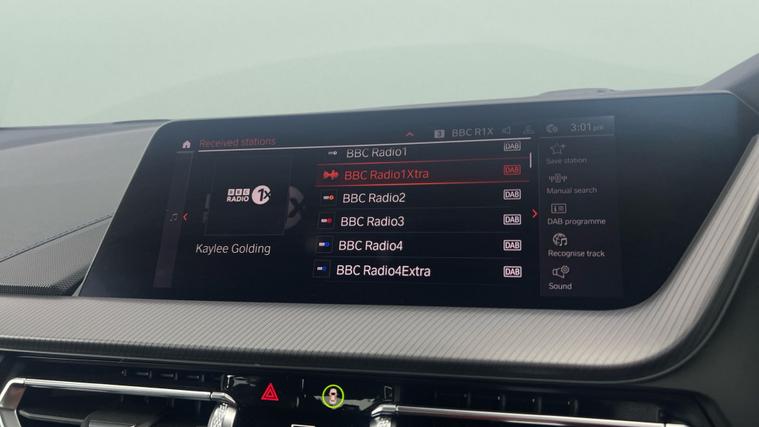 Received stations
3 BBC R1X 3:01 pm
BBC Radio1 DAB
BBC Radio1Xtra DAB
BBC Radio2 DAB
BBC Radio3 DAB
BBC Radio4 DAB
BBC Radio4Extra DAB
BBC
RADIO 1X
Kaylee Golding
Save station
Manual search
DAB programme
Recognise track
Sound